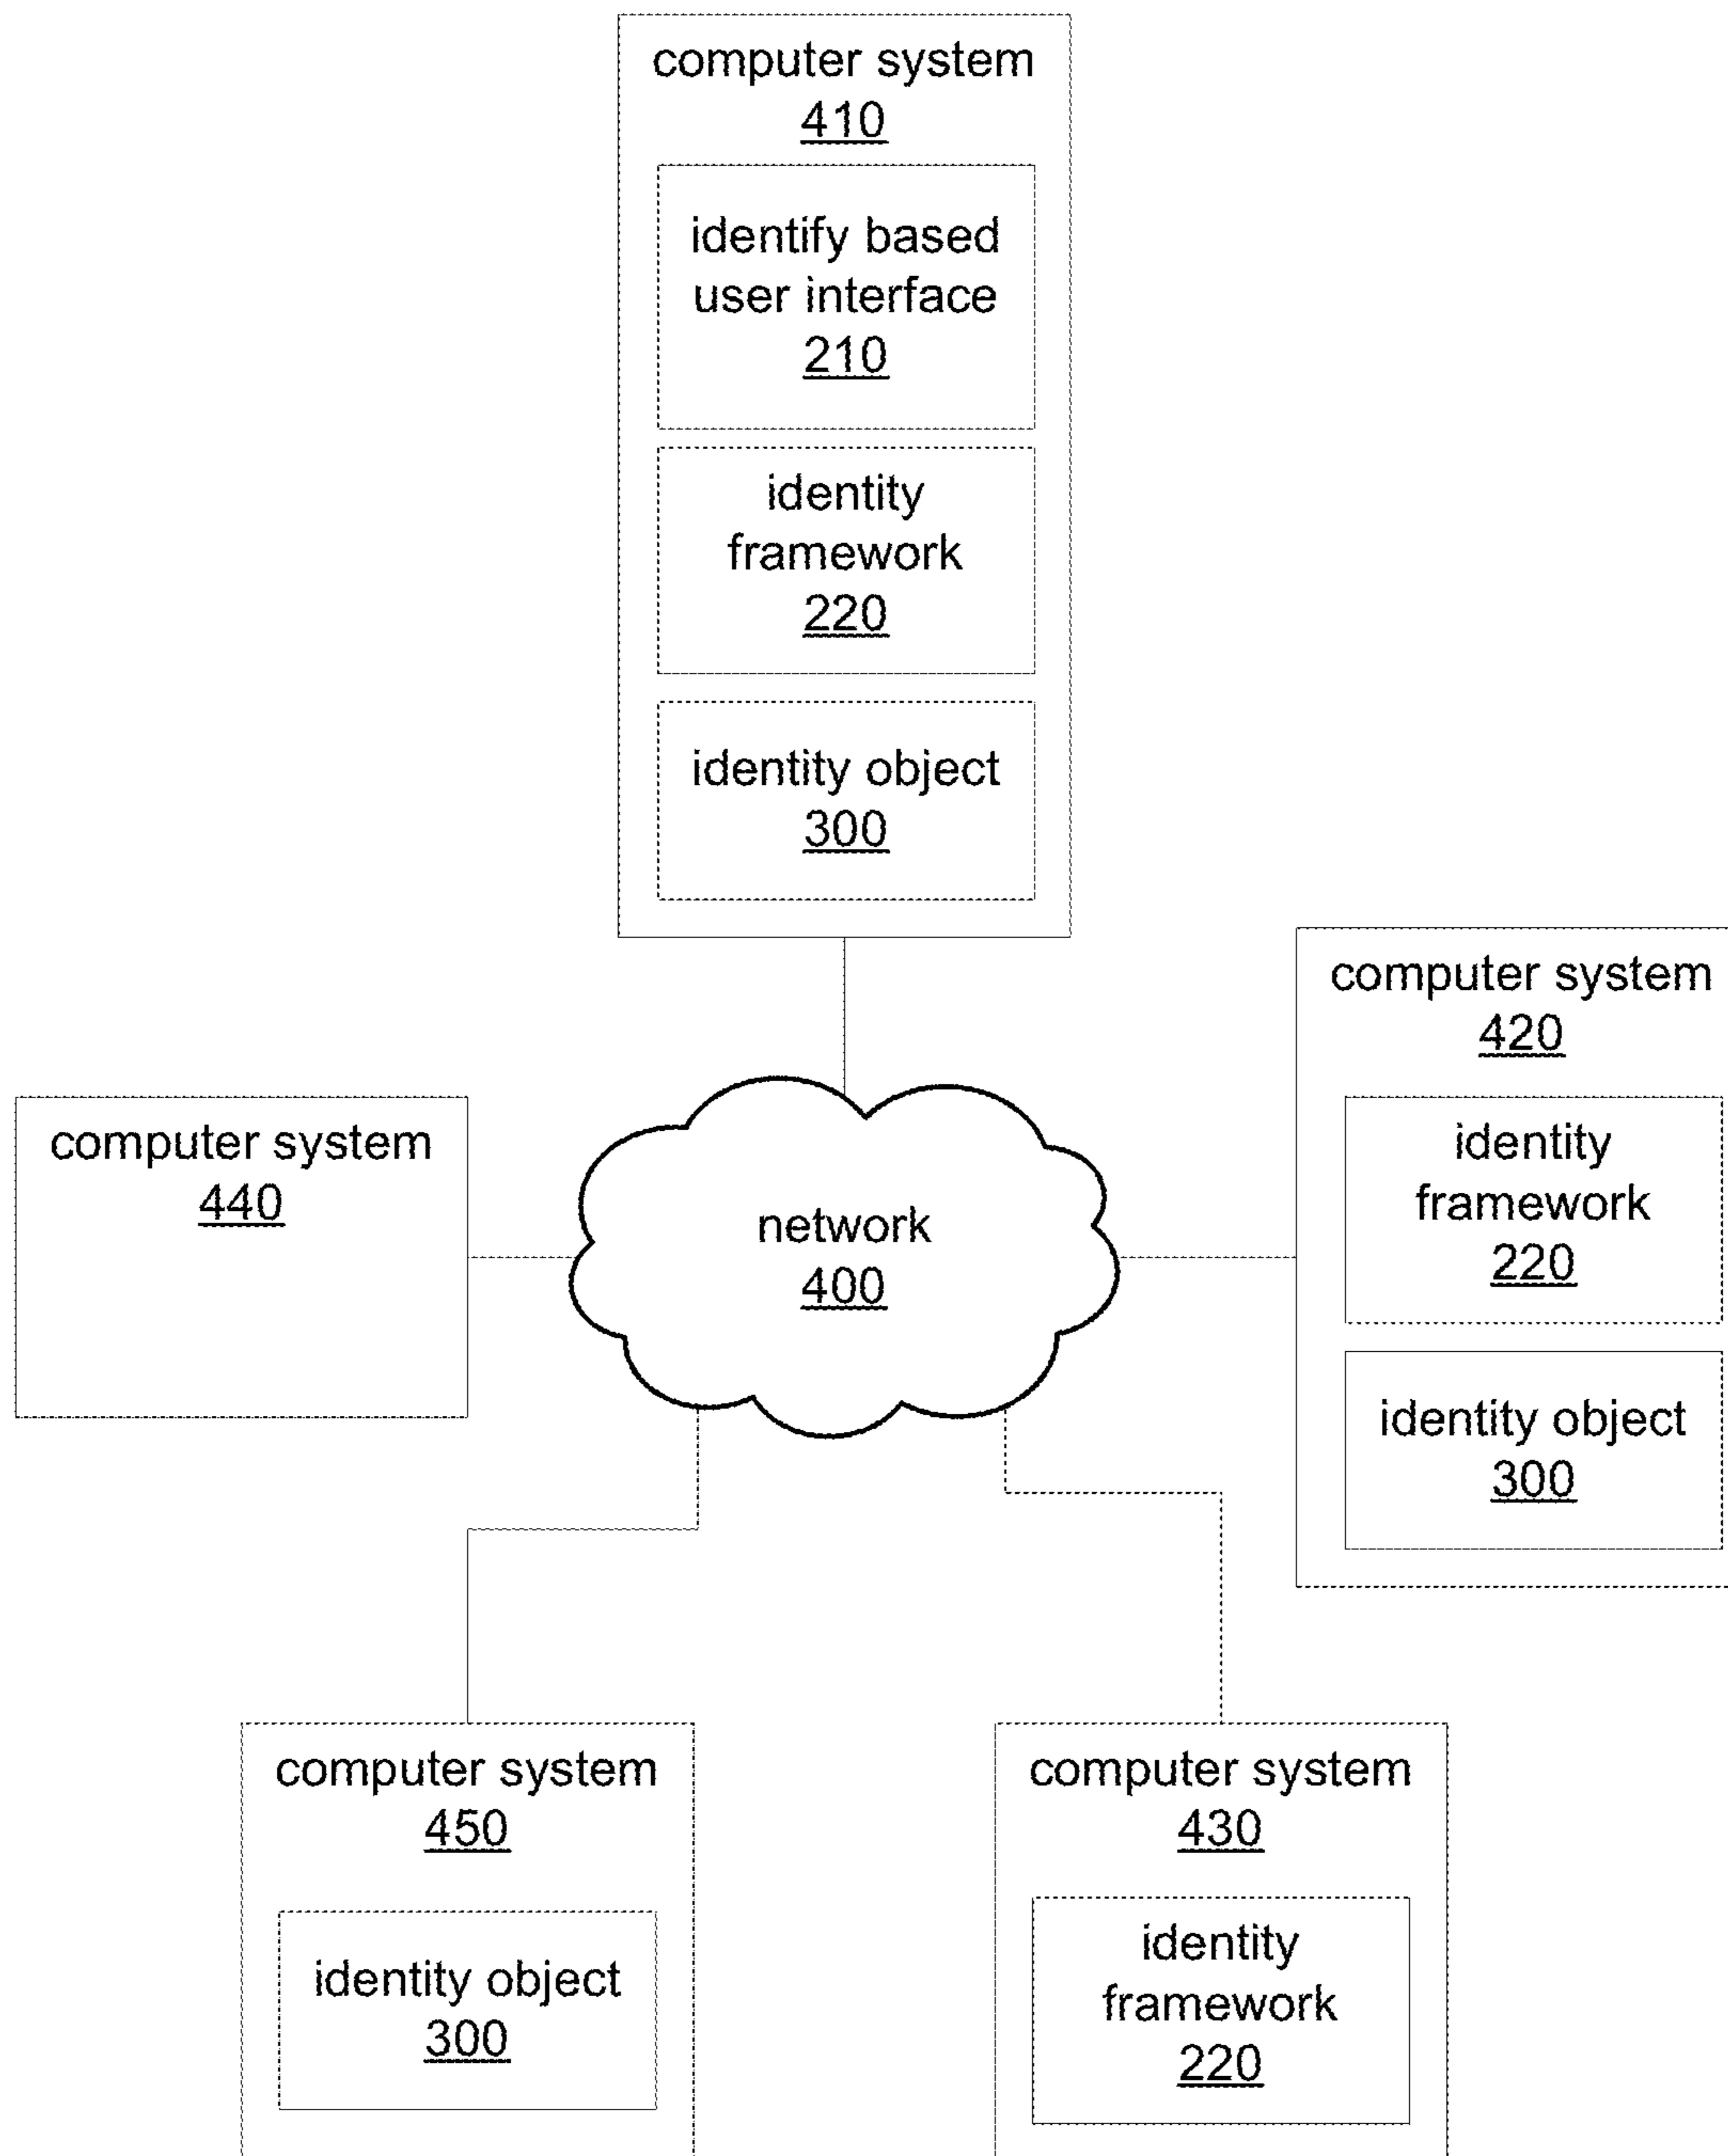 computer system
410
identify based
user interface
210
identity
framework
220
identity object
300
computer system
420
identity
framework
220
identity object
300
computer system
440
network
400
computer system
450
identity object
300
computer system
430
identity
framework
220